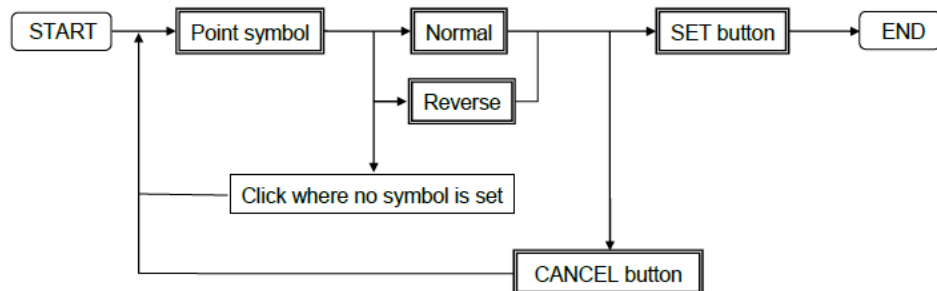 START
Point symbol
Normal
SET button
END
Reverse
Click where no symbol is set
CANCEL button